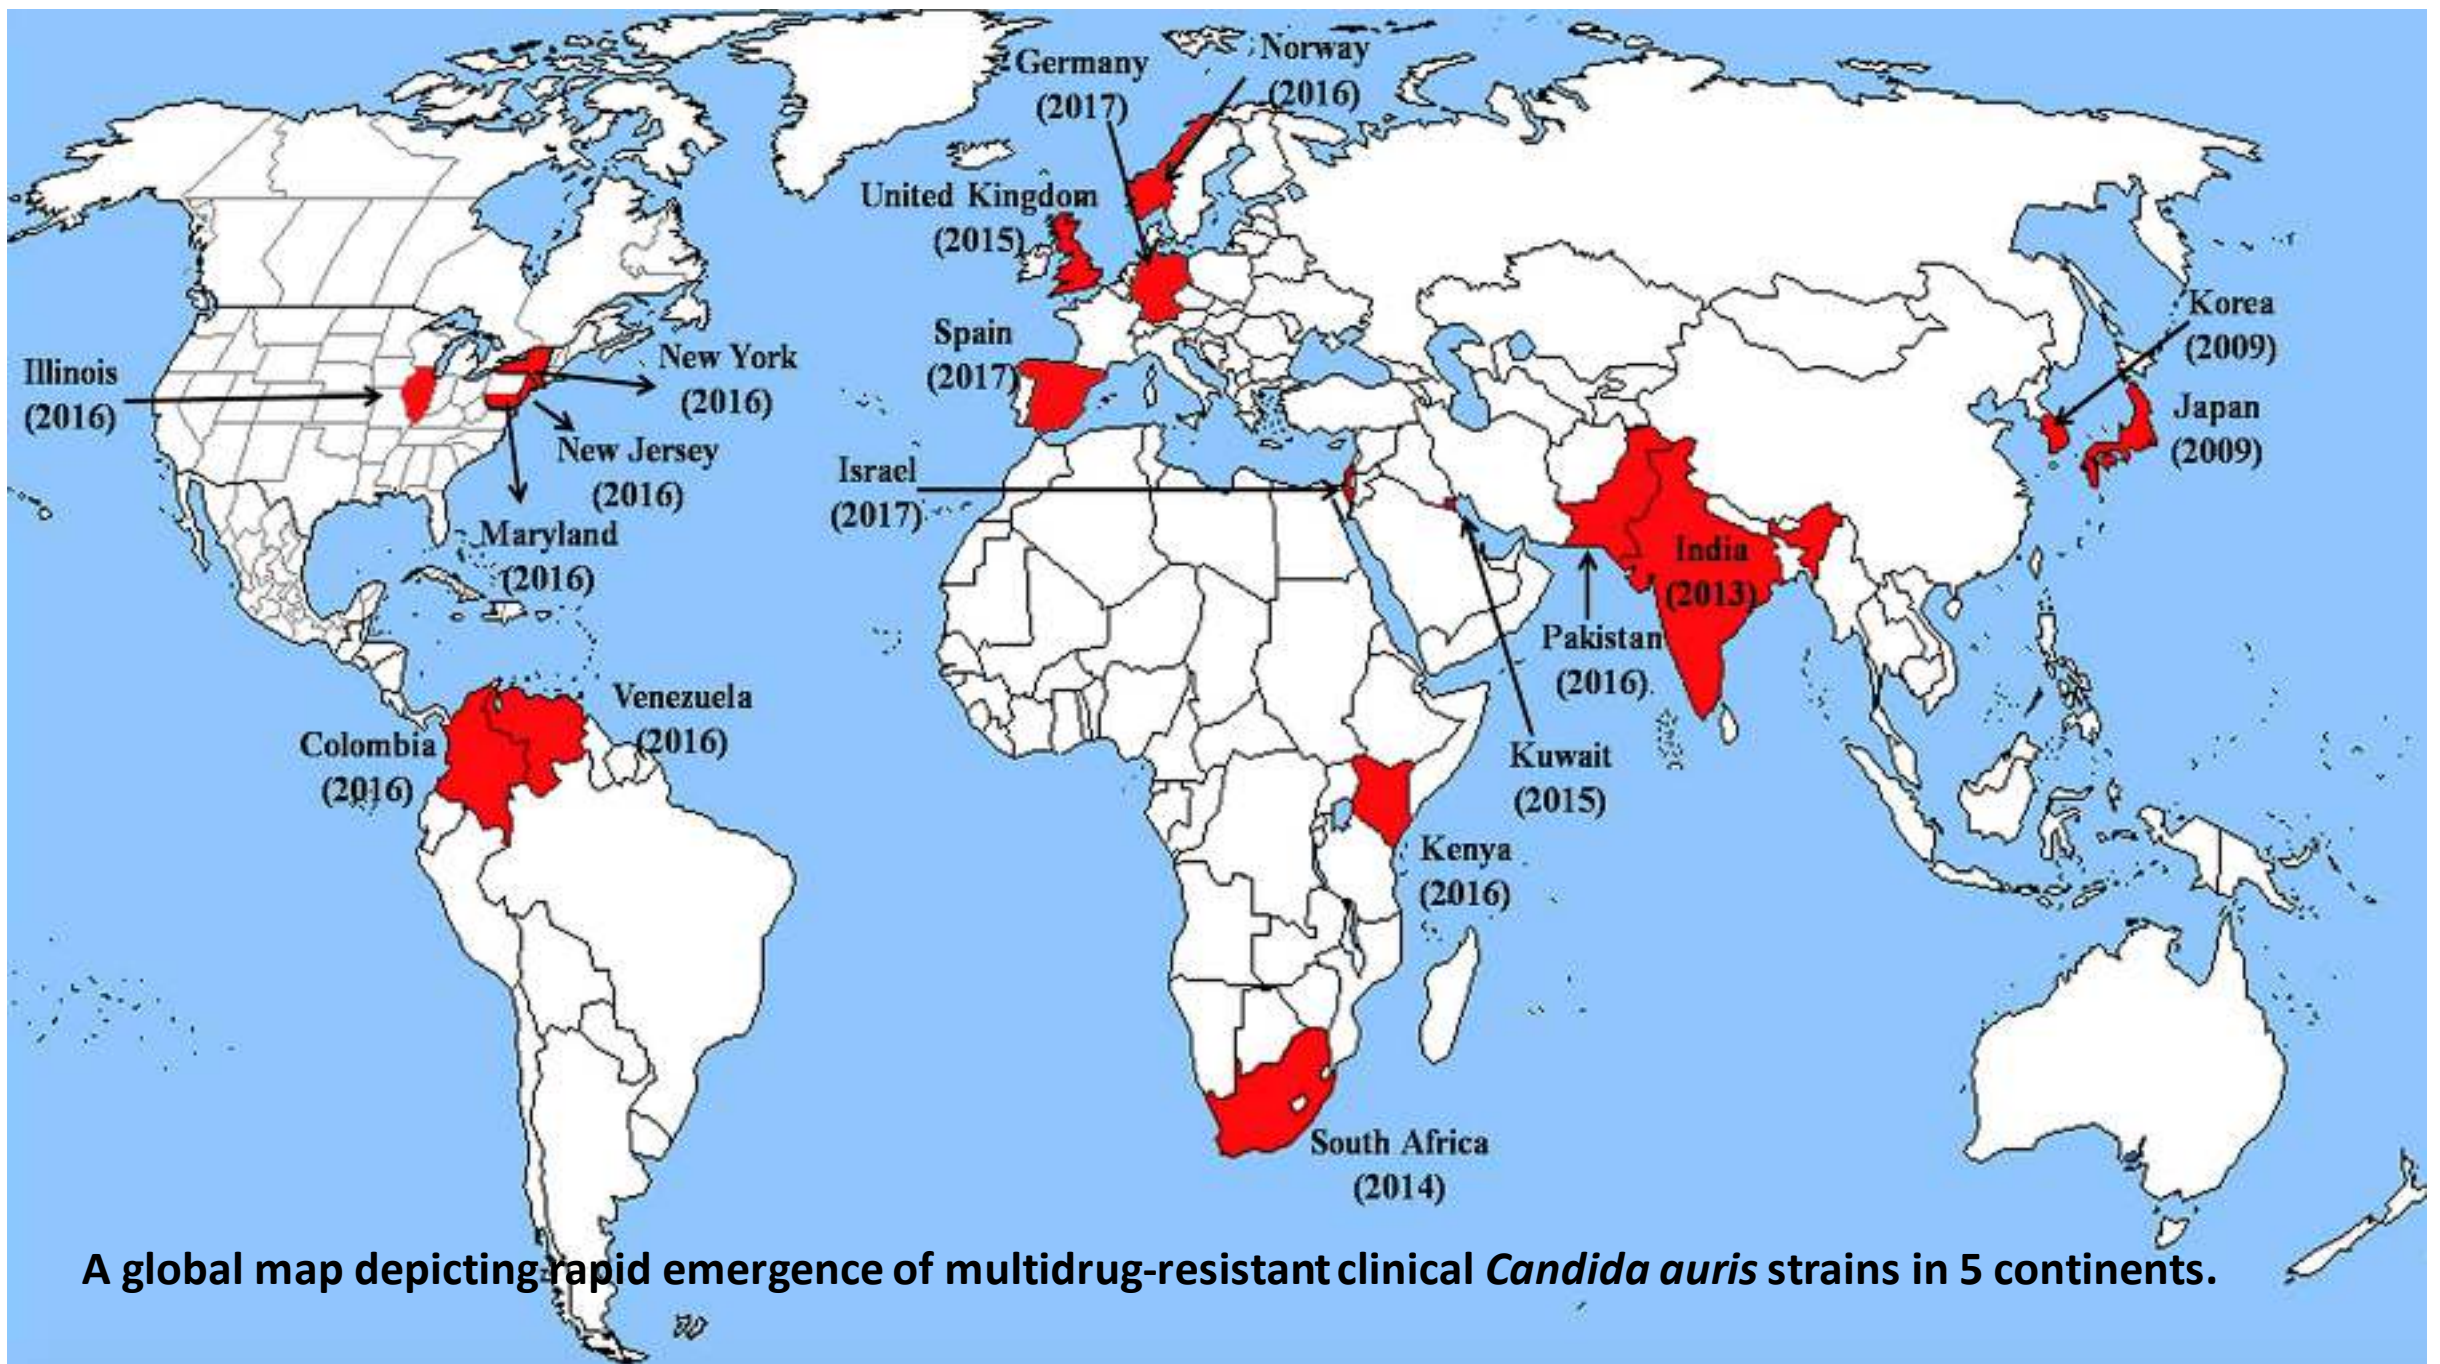 Germany
(2017)
Norway
(2016)
United Kingdom
(2015)
Korea
(2009)
Spain
(2017)
New York
(2016)
Illinois
(2016)
Japan
(2009)
New Jersey
(2016)
Israel
(2017)
Maryland
(2016)
India
(2013)
Pakistan
(2016)
Venezuela
(2016)
Colombia
(2016)
Kuwait
(2015)
Kenya
(2016)
South Africa
(2014)
A global map depicting rapid emergence of multidrug-resistant clinical Candida auris strains in 5 continents.